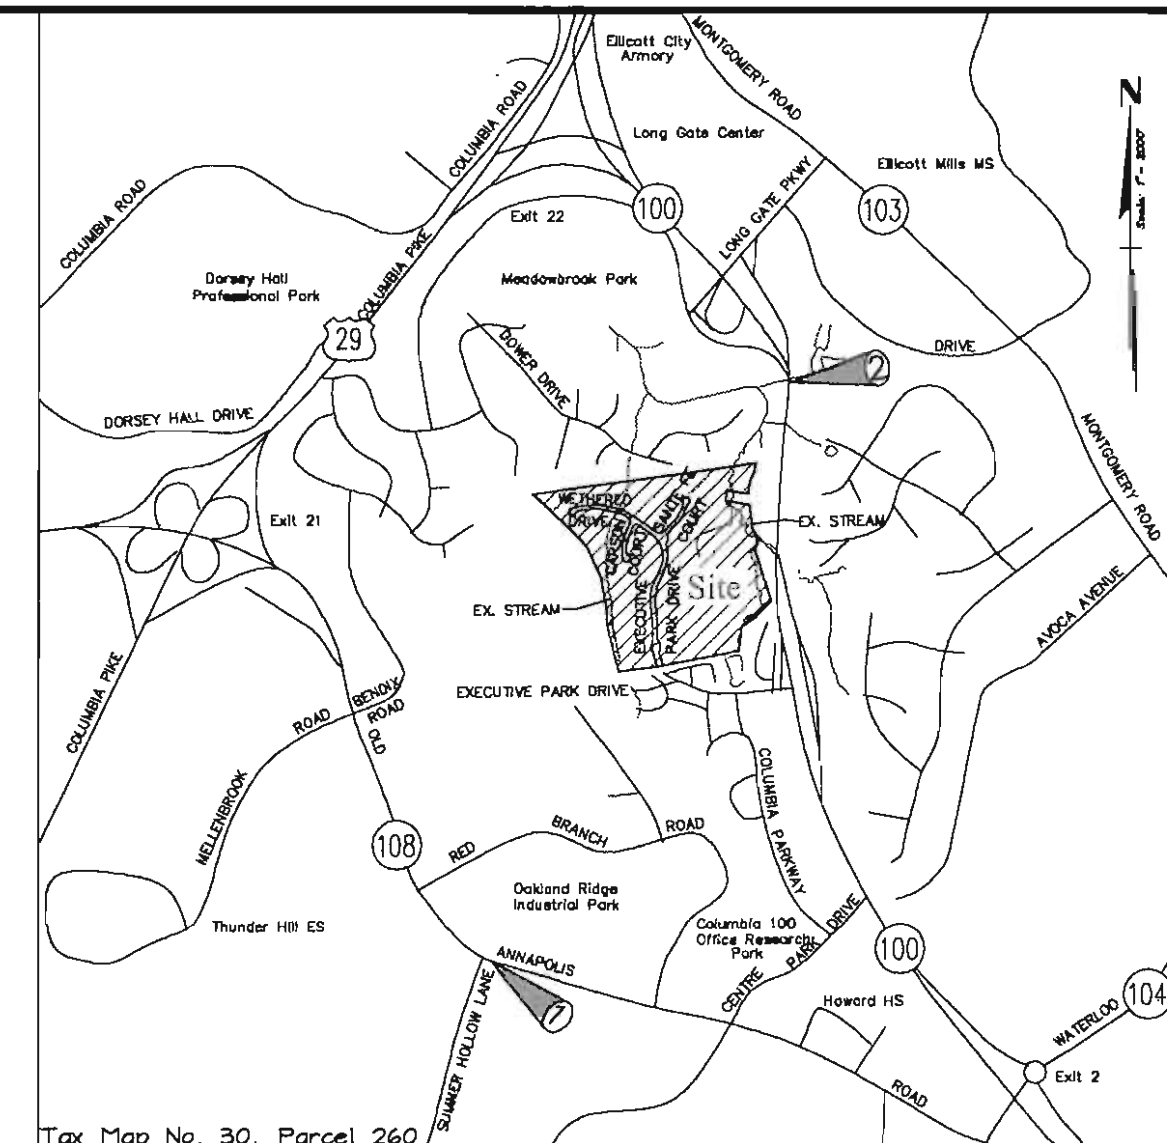 Ellicott City
Armory
MONTGOMERY ROAD
COLUMBIA ROAD
Long Gate Center
Ellicott Mills MS
N
COLUMBIA ROAD
100
103
LONG GATE PKWY
Exit 22
COLUMBIA PIKE
Dorsey Hall
Professional Park
Meadowbrook Park
29
DOWER DRIVE
DRIVE
2
DORSEY HALL DRIVE
MONTGOMERY ROAD
WETHERED
DRIVE
GAMTE
COURT
Exit 21
EX. STREAM
COURT
Site
EX. STREAM
EXECUTIVE
PARK DRIVE
AVOCA AVENUE
COLUMBIA PIKE
EXECUTIVE PARK DRIVE
BENDIX
ROAD
ROAD
OLD
MELLENBROOK
COLUMBIA PARKWAY
108
RED
BRANCH
ROAD
Oakland Ridge
Industrial Park
Thunder Hill ES
Columbia 100
Office Research
Park
CENTRE
PARK
DRIVE
100
ANNAPOLIS
SUMMER HOLLOW LANE
1
Howard HS
WATERLOO
104
Exit 2
ROAD
Tax Map No. 30, Parcel 260